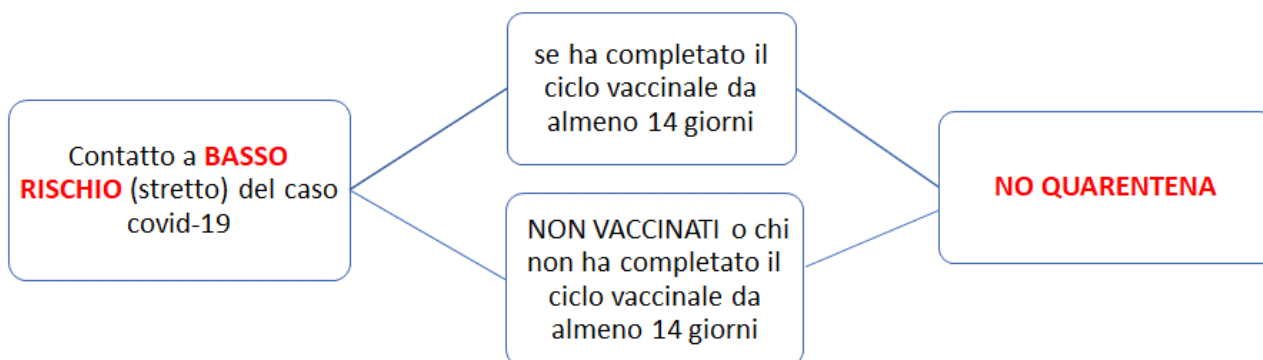 Contatto a BASSO
RISCHIO (stretto) del caso
covid-19
se ha completato il
ciclo vaccinale da
almeno 14 giorni
NON VACCINATI o chi
non ha completato il
ciclo vaccinale da
almeno 14 giorni
NO QUARENTENA